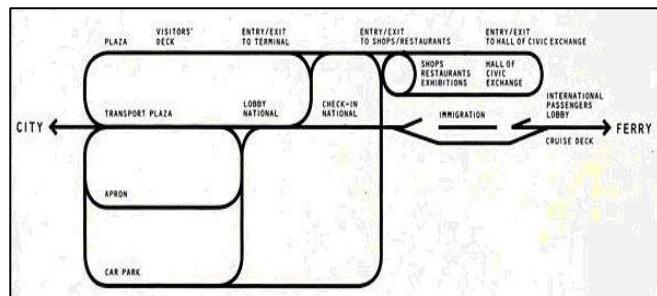 PLAZA
VISITORS'
DECK
ENTRY/EXIT
TO TERMINAL
ENTRY/EXIT
TO SHOPS/RESTAURANTS
ENTRY/EXIT
TO HALL OF CIVIC EXCHANGE
SHOPS
RESTAURANTS
EXHIBITIONS
HALL OF
CIVIC
EXCHANGE
TRANSPORT PLAZA
LOBBY
NATIONAL
CHECK-IN
NATIONAL
IMMIGRATION
INTERNATIONAL
PASSENGERS
LOBBY
CITY
FERRY
CRUISE DECK
APRON
CAR PARK